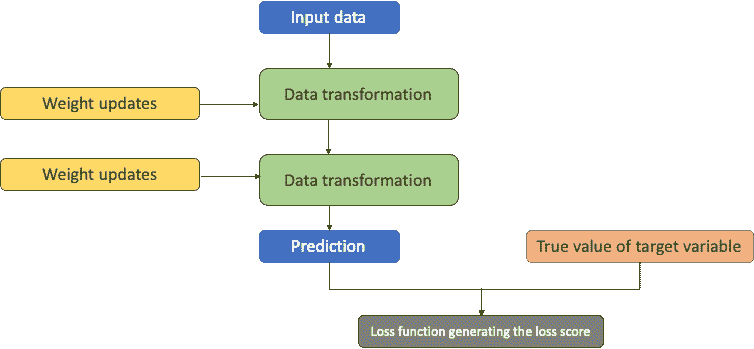 Input data
Data transformation
Weight updates
Data transformation
Weight updates
Prediction
True value of target variable
Loss function generating the loss score